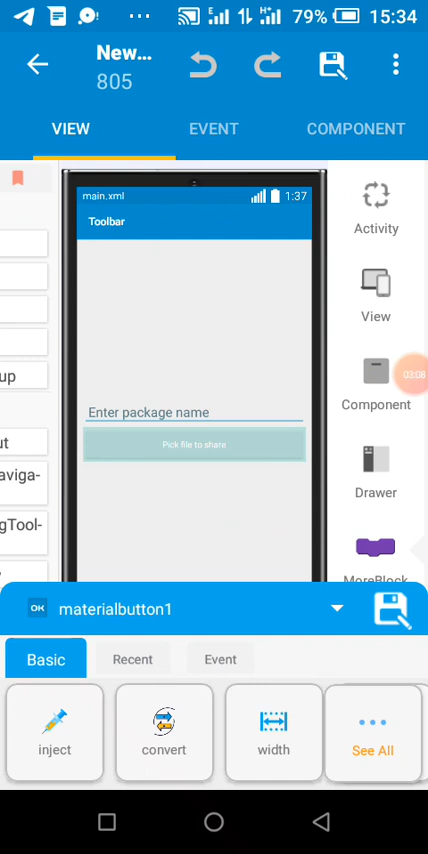 E
H+
79%
15:34
New...
805
VIEW
EVENT
COMPONENT
main.xml
1:37
Toolbar
Activity
View
up
03:08
Component
Enter package name
ut
Pick file to share
aviga-
Drawer
gTool-
MoreBlock
OK
materialbutton1
Basic
Recent
Event
inject
convert
width
See All